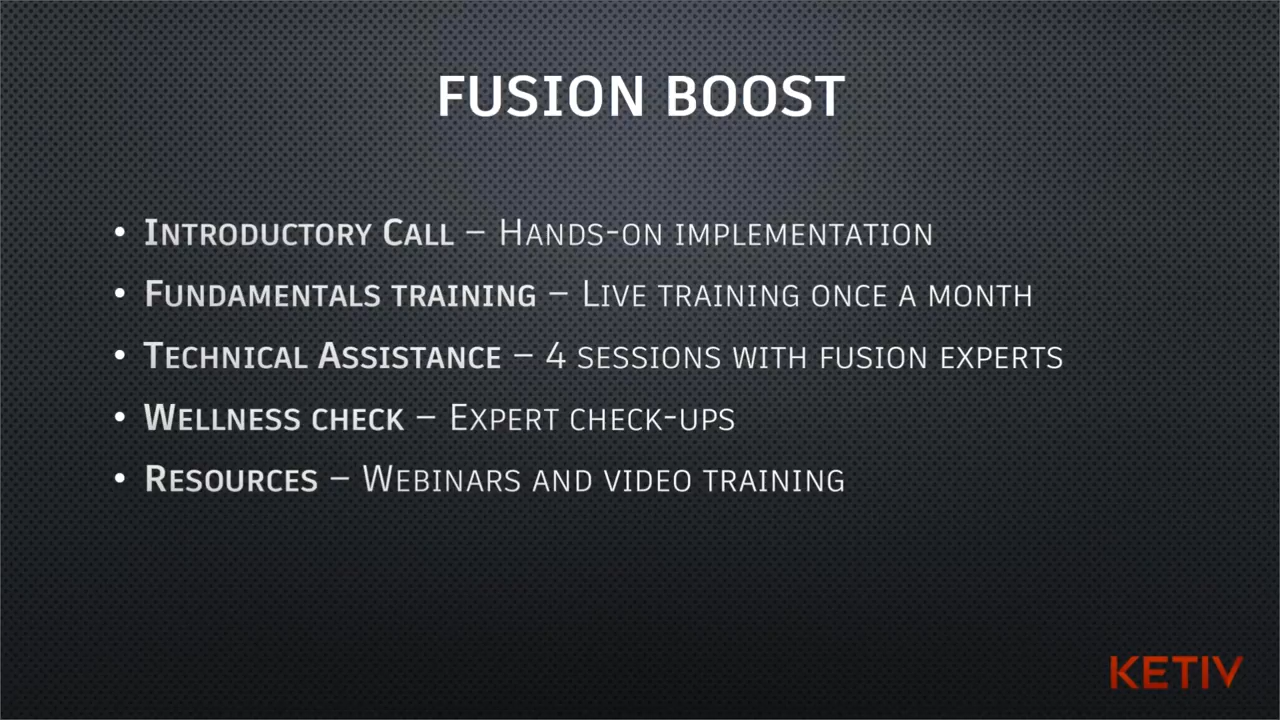 FUSION BOOST
• INTRODUCTORY CALL – HANDS-ON IMPLEMENTATION
• FUNDAMENTALS TRAINING – LIVE TRAINING ONCE A MONTH
• TECHNICAL ASSISTANCE – 4 SESSIONS WITH FUSION EXPERTS
• WELLNESS CHECK – EXPERT CHECK-UPS
• RESOURCES – WEBINARS AND VIDEO TRAINING
KETIV